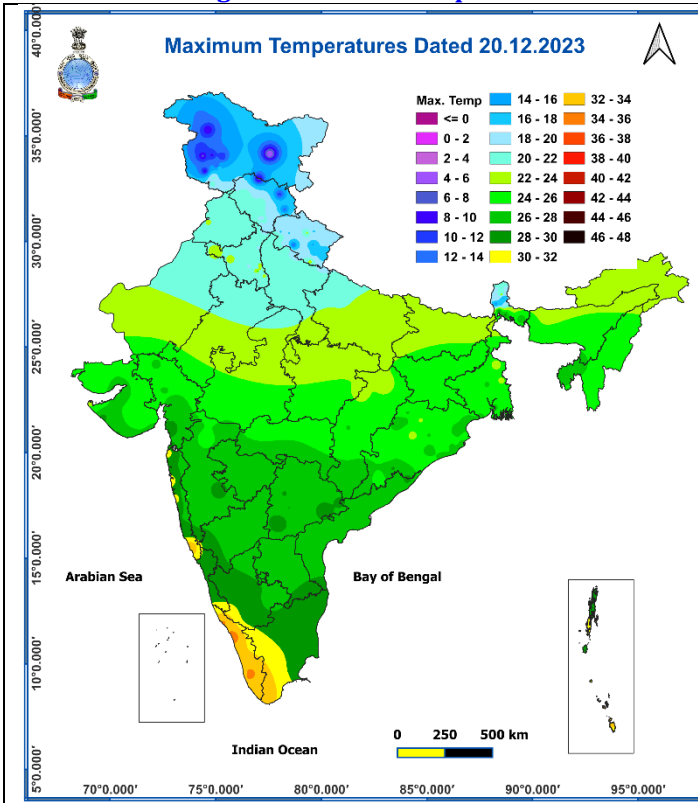 Maximum Temperatures Dated 20.12.2023
Max. Temp
<= 0
0 - 2
2 - 4
4 - 6
6 - 8
8 - 10
10 - 12
12 - 14
14 - 16
16 - 18
18 - 20
20 - 22
22 - 24
24 - 26
26 - 28
28 - 30
30 - 32
32 - 34
34 - 36
36 - 38
38 - 40
40 - 42
42 - 44
44 - 46
46 - 48
40°0.000'
35°0.000'
30°0.000'
25°0.000'
20°0.000'
15°0.000'
10°0.000'
5°0.000'
Arabian Sea
Bay of Bengal
Indian Ocean
0 250 500 km
70°0.000' 75°0.000' 80°0.000' 85°0.000' 90°0.000' 95°0.000'